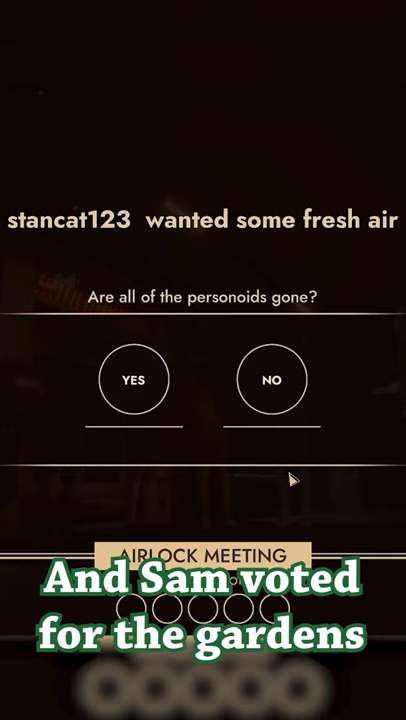 stancat123 wanted some fresh air
Are all of the personoids gone?
YES
NO
AIRLOCK MEETING
And Sam voted
for the gardens